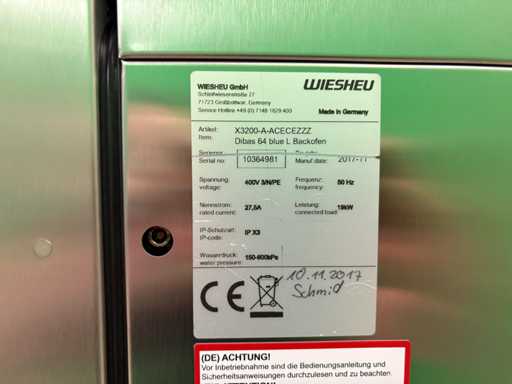 WIESHEU GmbH
Schleifwiesenstraße 27
71723 Großbottwar, Germany
Service Hotline +49 (0) 7148 1629-400
WIESHEU
Made in Germany
Artikel: X3200-A-ACECEZZZ
Item: Dibas 64 blue L Backofen
Serial no: 10364981 Manuf date: 2017-11
Spannung: 400V 3/N/PE Frequenz: 50 Hz
voltage: frequency:
Nennstrom: 27,5A Leistung: 19kW
rated current: connected load:
IP-Schutzart: IP X3
IP-code:
Wasserdruck: 150-600kPa
water pressure:
CE
10.11.2017
Schmid
(DE) ACHTUNG!
Vor Inbetriebnahme sind die Bedienungsanleitung und
Sicherheitsanweisungen durchzulesen und zu beachten.